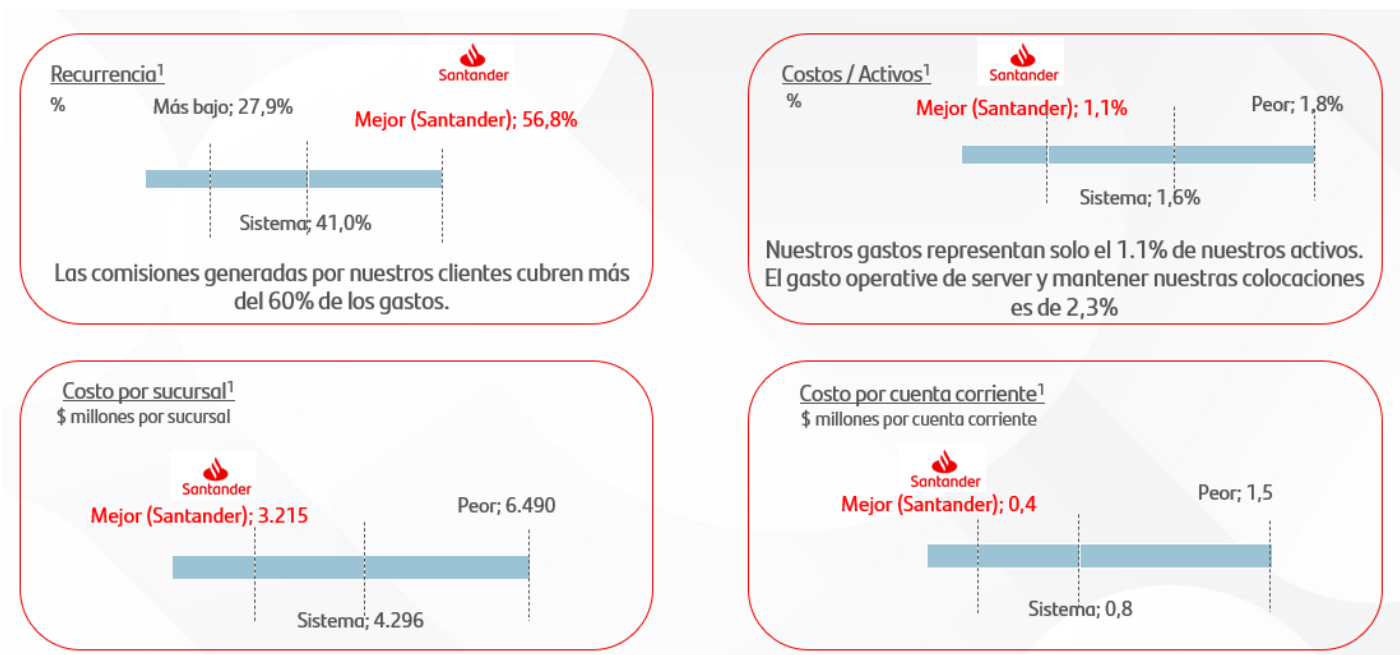 Recurrencia1
%
Santander
Más bajo; 27,9%
Mejor (Santander); 56,8%
Sistema; 41,0%
Las comisiones generadas por nuestros clientes cubren más
del 60% de los gastos.
Costos / Activos1
%
Santander
Mejor (Santander); 1,1%
Peor; 1,8%
Sistema; 1,6%
Nuestros gastos representan solo el 1.1% de nuestros activos.
El gasto operative de server y mantener nuestras colocaciones
es de 2,3%
Costo por sucursal1
$ millones por sucursal
Santander
Mejor (Santander); 3.215
Peor; 6.490
Sistema; 4.296
Costo por cuenta corriente1
$ millones por cuenta corriente
Santander
Mejor (Santander); 0,4
Peor; 1,5
Sistema; 0,8